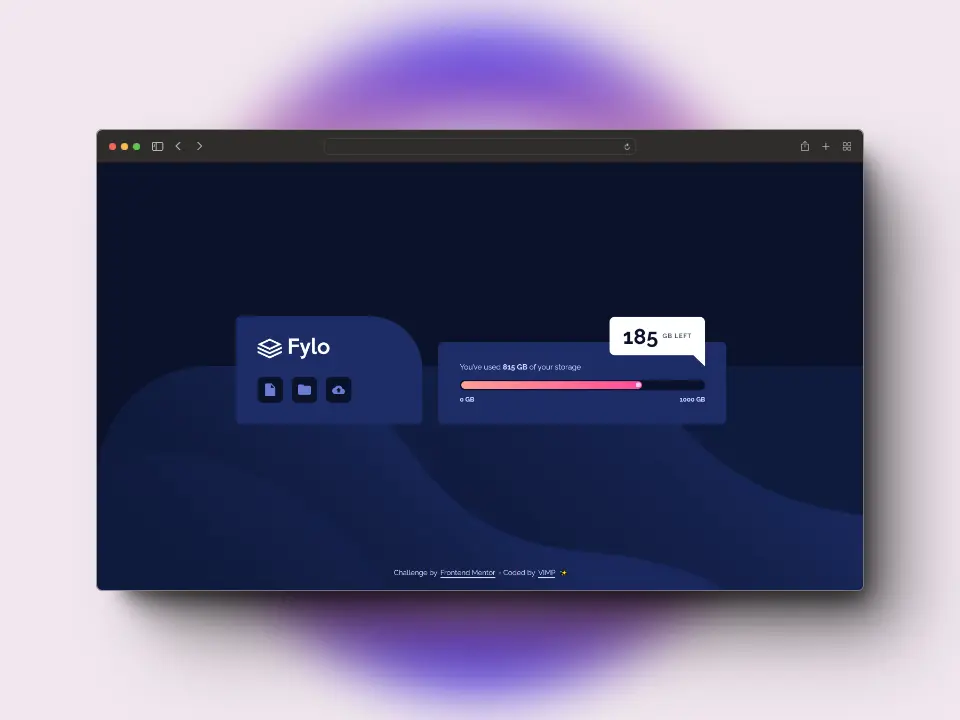 Fylo
185 GB LEFT
You've used 815 GB of your storage
0 GB 1000 GB
Challenge by Frontend Mentor - Coded by VIMP ✨